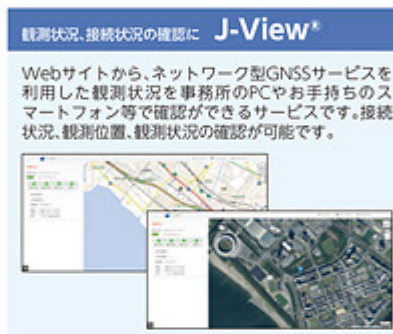 観測状況、接続状況の確認に J-View®
Webサイトから、ネットワーク型GNSSサービスを
利用した観測状況を事務所のPCやお手持ちのス
マートフォン等で確認ができるサービスです。接続
状況、観測位置、観測状況の確認が可能です。